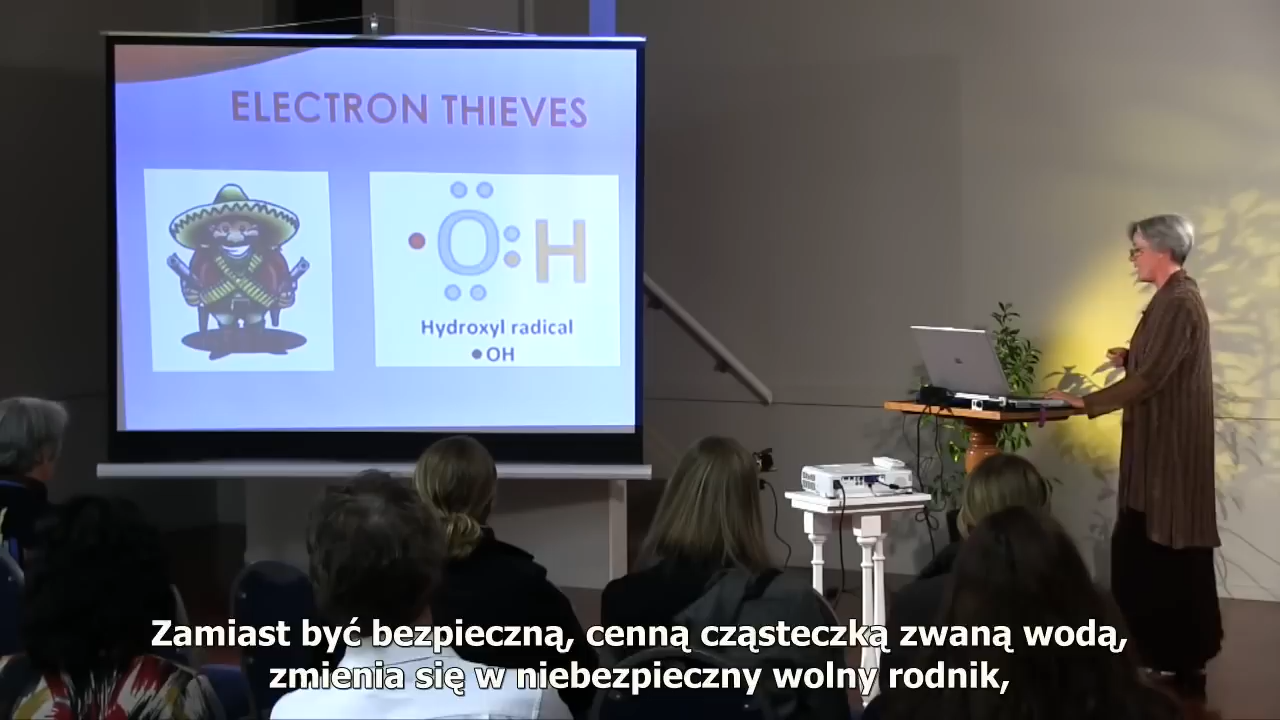 ELECTRON THIEVES
O H
Hydroxyl radical
•OH
Zamiast być bezpieczną, cenną cząsteczką zwaną wodą,
zmienia się w niebezpieczny wolny rodnik,